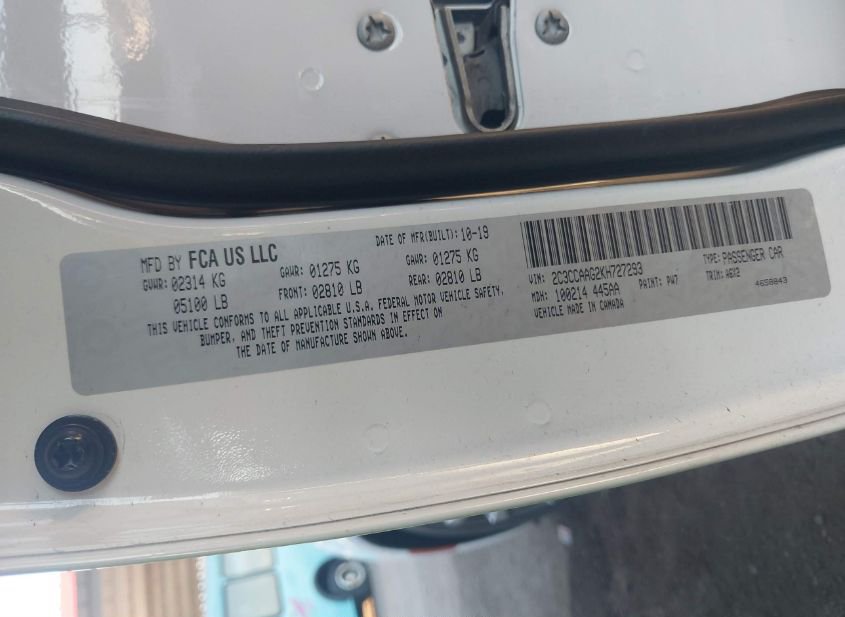 MFD BY FCA US LLC
DATE OF MFR(BUILT): 10-19
GVWR: 02314 KG
05100 LB
GAWR: 01275 KG
FRONT: 02810 LB
GAWR: 01275 KG
REAR: 02810 LB
THIS VEHICLE CONFORMS TO ALL APPLICABLE U.S.A. FEDERAL MOTOR VEHICLE SAFETY,
BUMPER, AND THEFT PREVENTION STANDARDS IN EFFECT ON
THE DATE OF MANUFACTURE SHOWN ABOVE.
VIN: 2C3CCAAG2KH727293
TYPE: PASSENGER CAR
MDH: 100214 445AA
PAINT: PW7
TRIM: A6X2
VEHICLE MADE IN CANADA
4658843